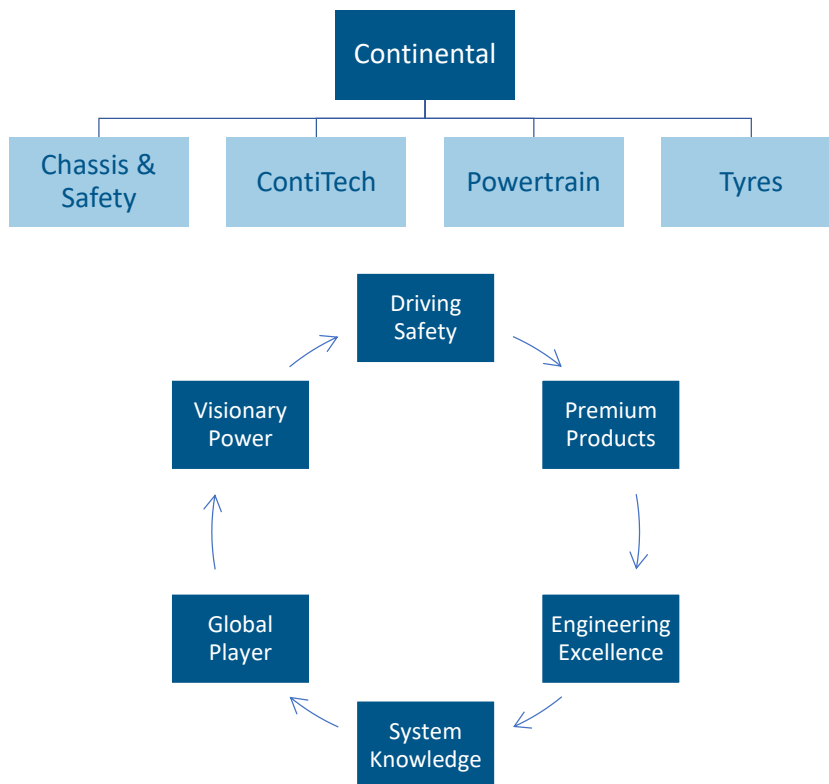 Continental
Chassis &
Safety
ContiTech
Powertrain
Tyres
Driving
Safety
Premium
Products
Engineering
Excellence
System
Knowledge
Global
Player
Visionary
Power